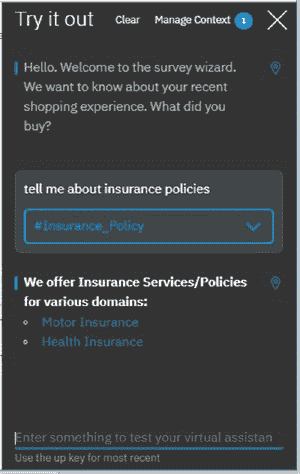 Try it out Clear Manage Context 1
Hello. Welcome to the survey wizard.
We want to know about your recent
shopping experience. What did you
buy?
tell me about insurance policies
#Insurance_Policy
We offer Insurance Services/Policies
for various domains:
Motor Insurance
Health Insurance
Enter something to test your virtual assistan
Use the up key for most recent